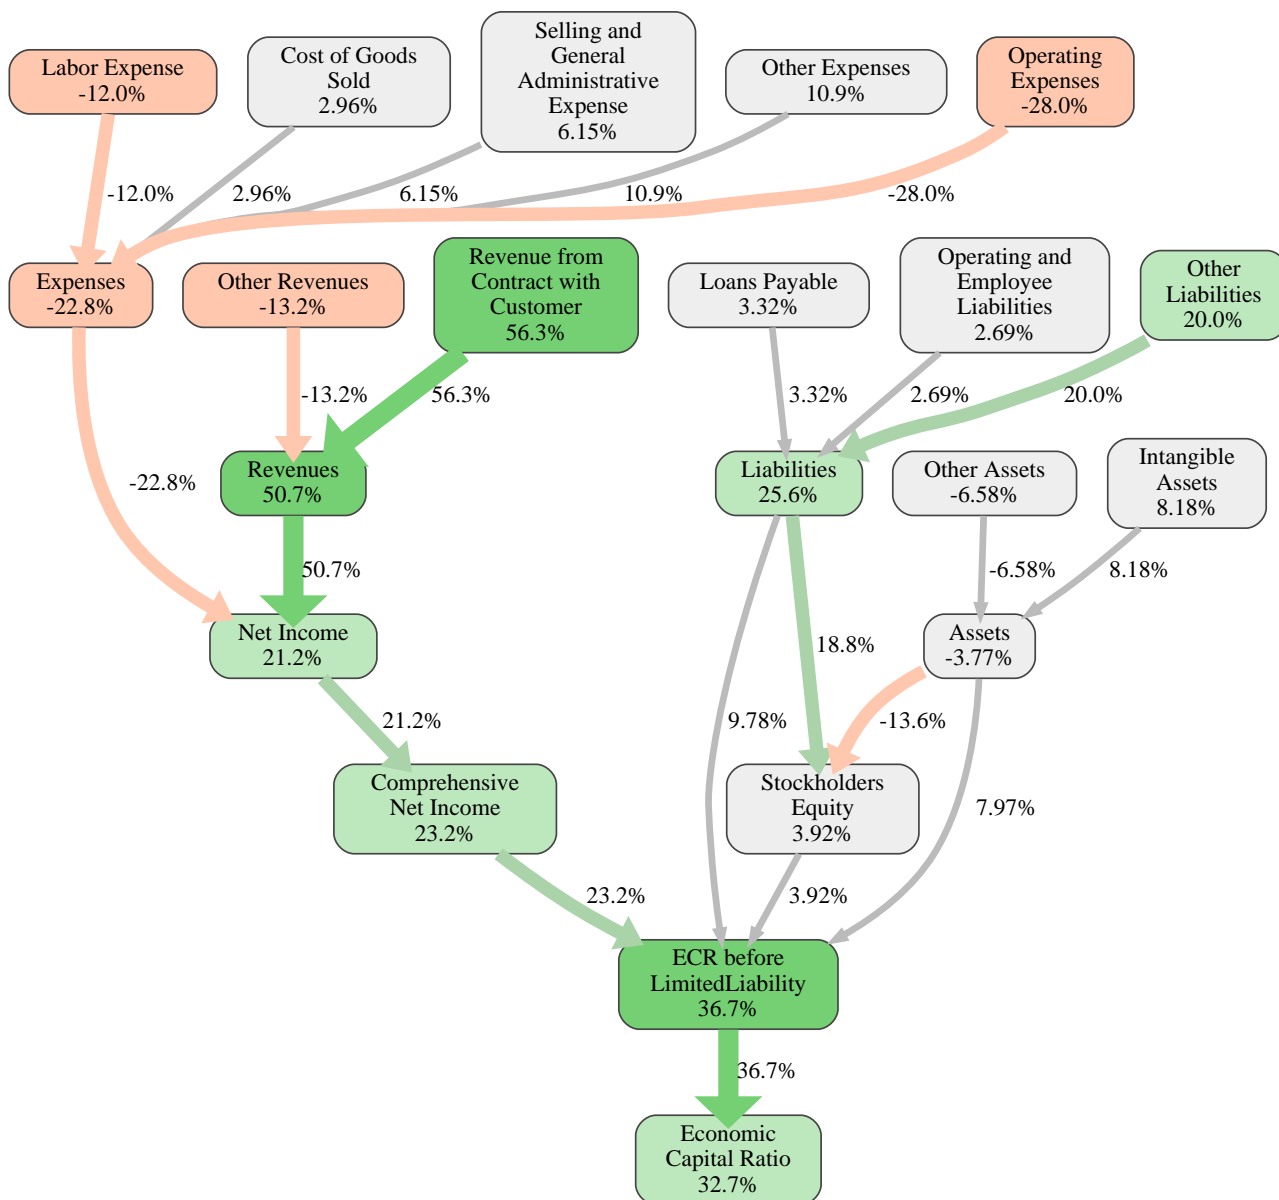 Labor Expense
-12.0%
Cost of Goods
Sold
2.96%
Selling and
General
Administrative
Expense
6.15%
Other Expenses
10.9%
Operating
Expenses
-28.0%
-12.0%
2.96%
6.15%
10.9%
-28.0%
Expenses
-22.8%
Other Revenues
-13.2%
Revenue from
Contract with
Customer
56.3%
Loans Payable
3.32%
Operating and
Employee
Liabilities
2.69%
Other
Liabilities
20.0%
-13.2%
56.3%
3.32%
2.69%
20.0%
-22.8%
Revenues
50.7%
Liabilities
25.6%
Other Assets
-6.58%
Intangible
Assets
8.18%
50.7%
-6.58%
8.18%
Net Income
21.2%
18.8%
Assets
-3.77%
21.2%
9.78%
-13.6%
Comprehensive
Net Income
23.2%
Stockholders
Equity
3.92%
7.97%
23.2%
3.92%
ECR before
LimitedLiability
36.7%
36.7%
Economic
Capital Ratio
32.7%